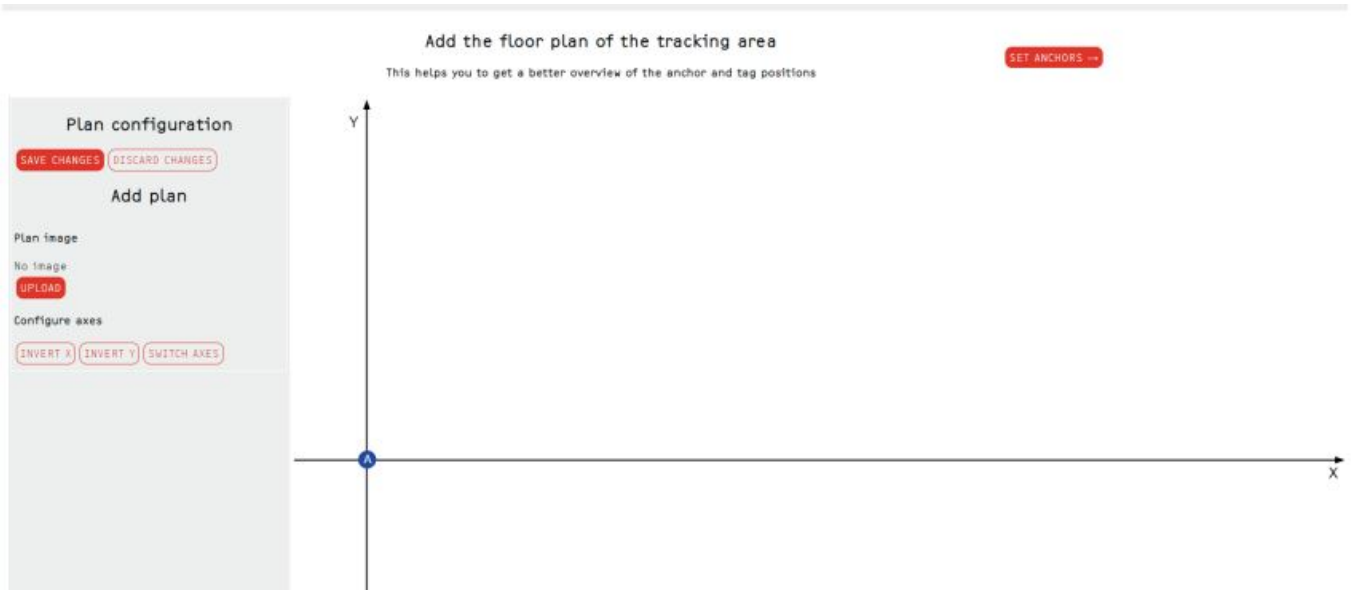 Add the floor plan of the tracking area
This helps you to get a better overview of the anchor and tag positions
SET ANCHORS →
Plan configuration
SAVE CHANGES DISCARD CHANGES
Add plan
Plan image
No image
UPLOAD
Configure axes
INVERT X INVERT Y SWITCH AXES
Y
A
X